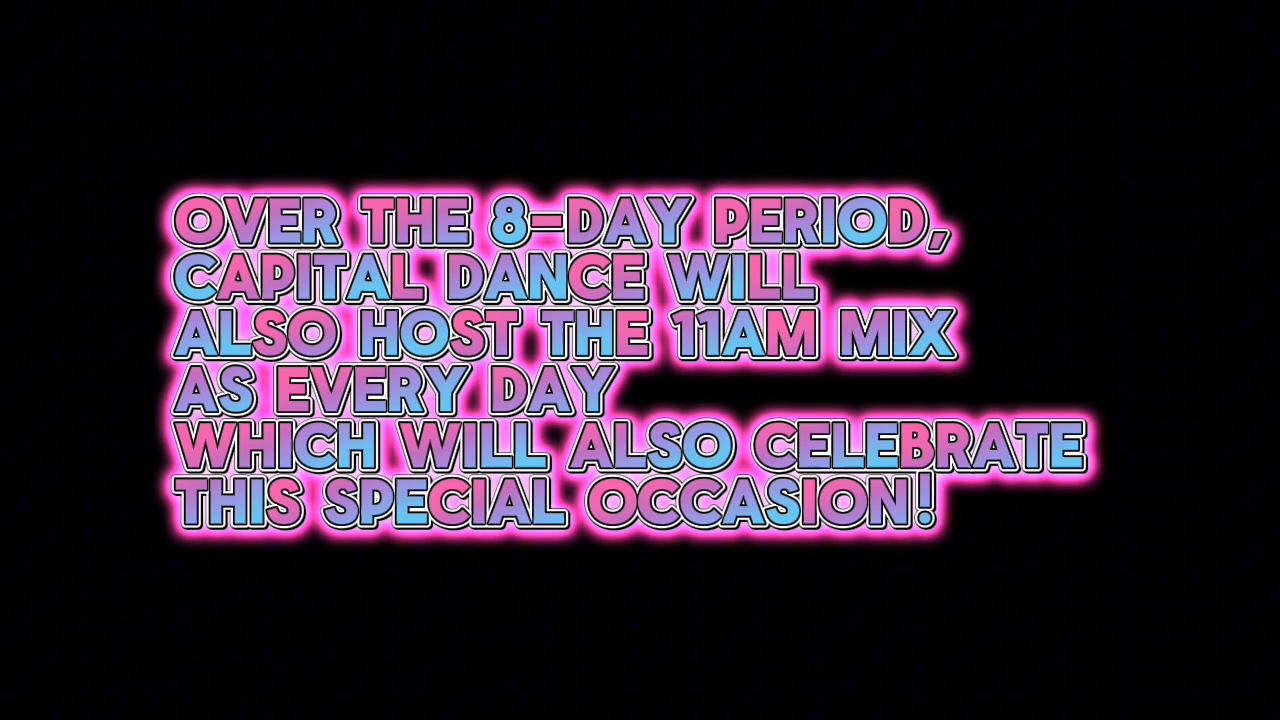 OVER THE 8-DAY PERIOD,
CAPITAL DANCE WILL
ALSO HOST THE 11AM MIX
AS EVERY DAY
WHICH WILL ALSO CELEBRATE
THIS SPECIAL OCCASION!